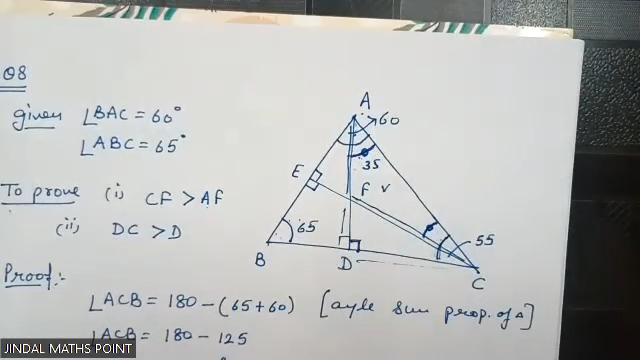 Q8
given ∠BAC = 60°
∠ABC = 65°
To prove (i) CF > AF
(ii) DC > D
Proof:-
∠ACB = 180 - (65+60) [angle sum prop. of Δ]
∠ACB = 180 - 125
A
60
35
E
F
65
55
B
D
C
JINDAL MATHS POINT